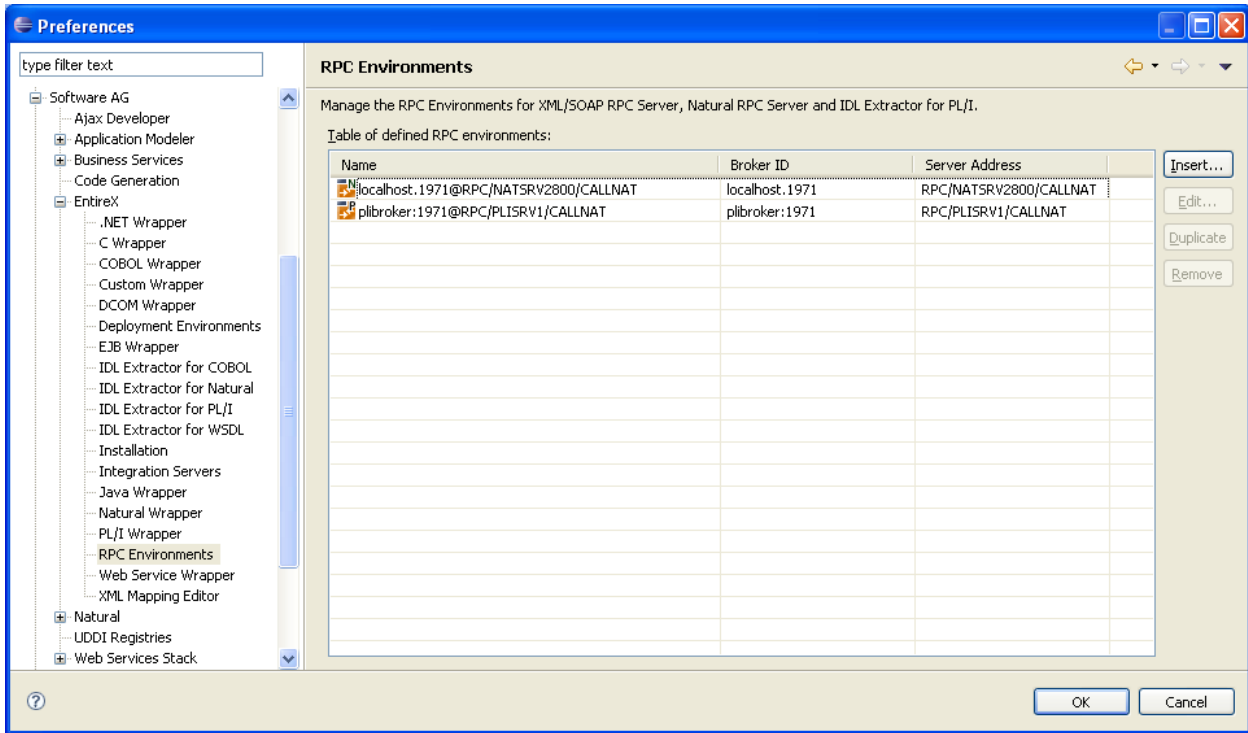 Preferences
type filter text
Software AG
Ajax Developer
Application Modeler
Business Services
Code Generation
EntireX
.NET Wrapper
C Wrapper
COBOL Wrapper
Custom Wrapper
DCOM Wrapper
Deployment Environments
EJB Wrapper
IDL Extractor for COBOL
IDL Extractor for Natural
IDL Extractor for PL/I
IDL Extractor for WSDL
Installation
Integration Servers
Java Wrapper
Natural Wrapper
PL/I Wrapper
RPC Environments
Web Service Wrapper
XML Mapping Editor
Natural
UDDI Registries
Web Services Stack
RPC Environments
Manage the RPC Environments for XML/SOAP RPC Server, Natural RPC Server and IDL Extractor for PL/I.
Table of defined RPC environments:
Name Broker ID Server Address
N localhost.1971@RPC/NATSRV2800/CALLNAT localhost.1971 RPC/NATSRV2800/CALLNAT
P plibroker:1971@RPC/PLISRV1/CALLNAT plibroker:1971 RPC/PLISRV1/CALLNAT
Insert...
Edit...
Duplicate
Remove
? OK Cancel